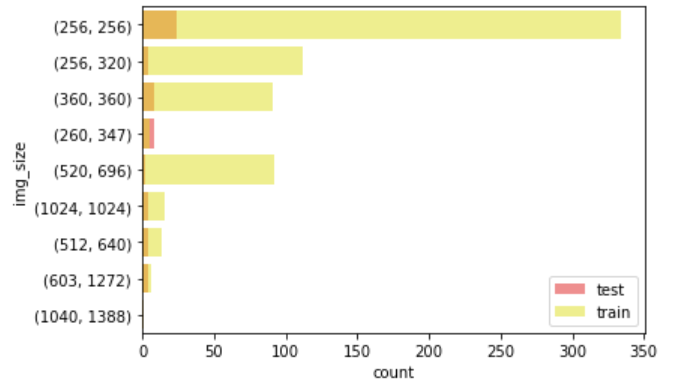 (256, 256)
(256, 320)
(360, 360)
(260, 347)
(520, 696)
(1024, 1024)
(512, 640)
(603, 1272)
(1040, 1388)
img_size
test
train
0 50 100 150 200 250 300 350
count